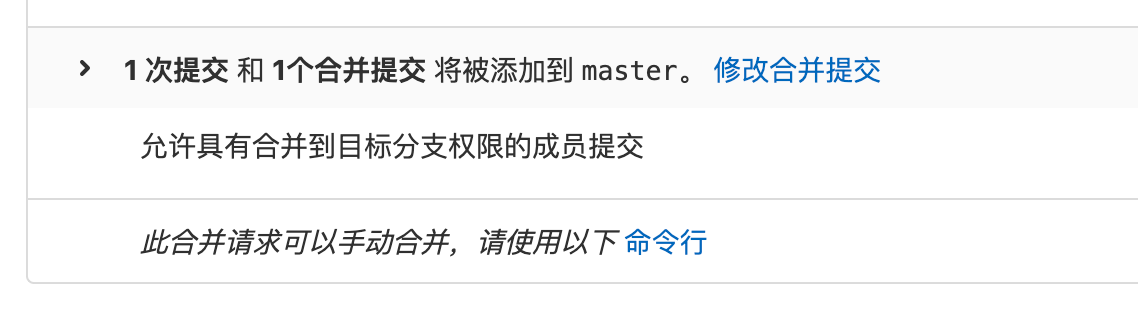 1 次提交 和 1个合并提交 将被添加到 master。 修改合并提交
允许具有合并到目标分支权限的成员提交
此合并请求可以手动合并，请使用以下 命令行